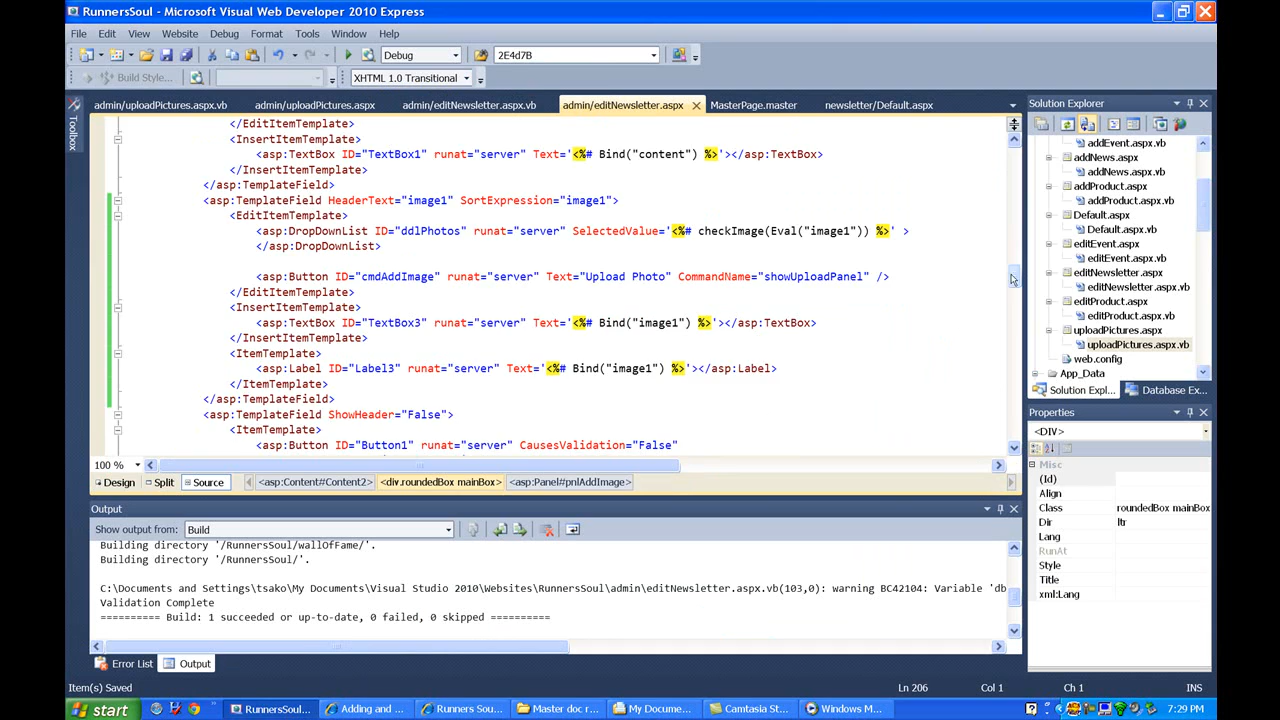 RunnersSoul - Microsoft Visual Web Developer 2010 Express
File Edit View Website Debug Format Tools Window Help
Debug 2E4d7B
Build Style... XHTML 1.0 Transitional
admin/uploadPictures.aspx.vb admin/uploadPictures.aspx admin/editNewsletter.aspx.vb admin/editNewsletter.aspx MasterPage.master newsletter/Default.aspx
Toolbox
</EditItemTemplate>
<InsertItemTemplate>
<asp:TextBox ID="TextBox1" runat="server" Text='<%# Bind("content") %>'></asp:TextBox>
</InsertItemTemplate>
</asp:TemplateField>
<asp:TemplateField HeaderText="image1" SortExpression="image1">
<EditItemTemplate>
<asp:DropDownList ID="ddlPhotos" runat="server" SelectedValue='<%# checkImage(Eval("image1")) %>' >
</asp:DropDownList>
<asp:Button ID="cmdAddImage" runat="server" Text="Upload Photo" CommandName="showUploadPanel" />
</EditItemTemplate>
<InsertItemTemplate>
<asp:TextBox ID="TextBox3" runat="server" Text='<%# Bind("image1") %>'></asp:TextBox>
</InsertItemTemplate>
<ItemTemplate>
<asp:Label ID="Label3" runat="server" Text='<%# Bind("image1") %>'></asp:Label>
</ItemTemplate>
</asp:TemplateField>
<asp:TemplateField ShowHeader="False">
<ItemTemplate>
<asp:Button ID="Button1" runat="server" CausesValidation="False"
100 %
Design Split Source <asp:Content#Content2> <div.roundedBox mainBox> <asp:Panel#pnlAddImage>
Output
Show output from: Build
Building directory '/RunnersSoul/wallOfFame/'.
Building directory '/RunnersSoul/'.
C:\Documents and Settings\tsako\My Documents\Visual Studio 2010\Websites\RunnersSoul\admin\editNewsletter.aspx.vb(103,0): warning BC42104: Variable 'db
Validation Complete
========== Build: 1 succeeded or up-to-date, 0 failed, 0 skipped ==========
Error List Output
Solution Explorer
addEvent.aspx.vb
addNews.aspx
addNews.aspx.vb
addProduct.aspx
addProduct.aspx.vb
Default.aspx
Default.aspx.vb
editEvent.aspx
editEvent.aspx.vb
editNewsletter.aspx
editNewsletter.aspx.vb
editProduct.aspx
editProduct.aspx.vb
uploadPictures.aspx
uploadPictures.aspx.vb
web.config
App_Data
Solution Expl... Database Ex...
Properties
<DIV>
Misc
(Id)
Align
Class roundedBox mainBox
Dir ltr
Lang
RunAt
Style
Title
xml:Lang
Item(s) Saved Ln 206 Col 1 Ch 1 INS
start RunnersSoul... Adding and ... Runners Sou... Master doc r... My Docume... Camtasia St... Windows M... 7:29 PM